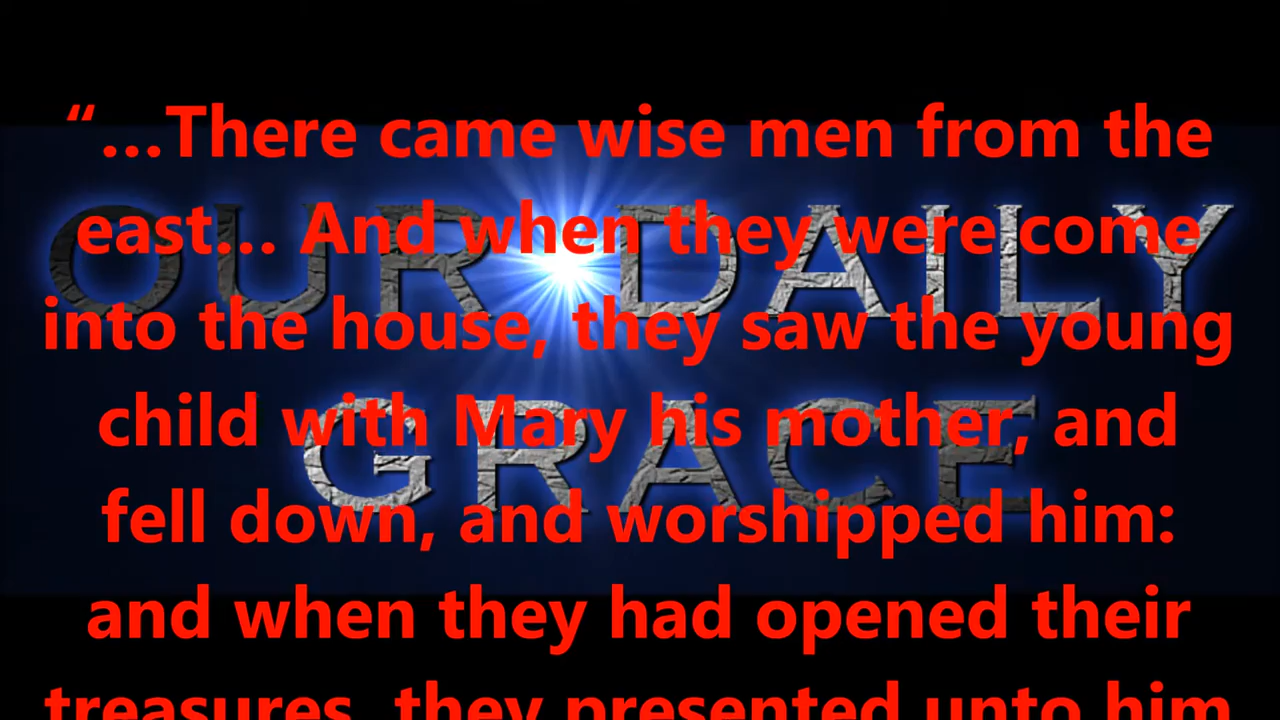 “…There came wise men from the
east… And when they were come
into the house, they saw the young
child with Mary his mother, and
fell down, and worshipped him:
and when they had opened their
treasures, they presented unto him
OUR DAILY
GRACE